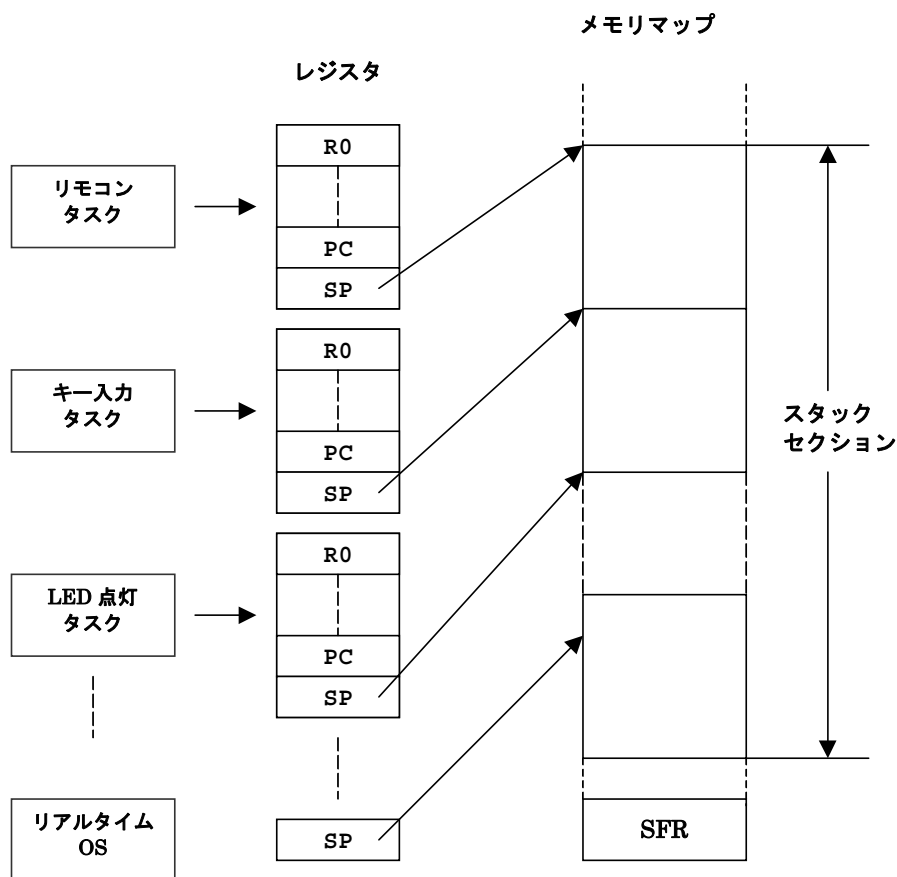 メモリマップ
レジスタ
リモコン
タスク
R0
PC
SP
キー入力
タスク
R0
PC
SP
スタック
セクション
LED 点灯
タスク
R0
PC
SP
リアルタイム
OS
SP
SFR